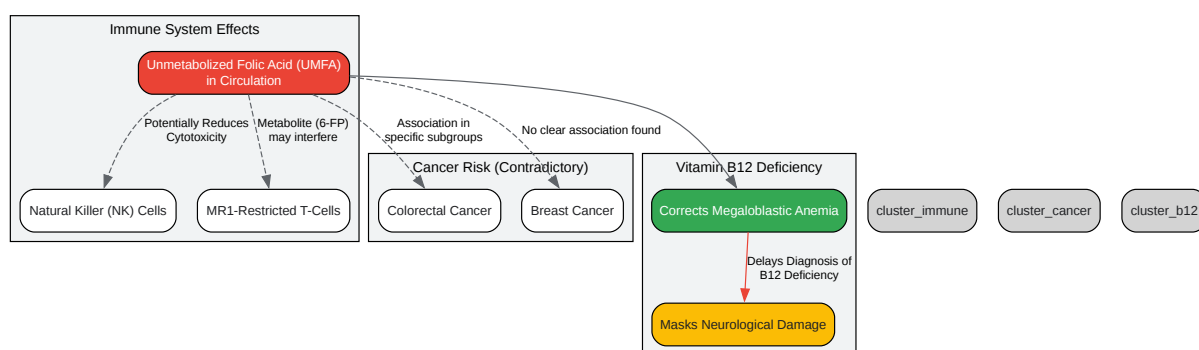 Immune System Effects
Unmetabolized Folic Acid (UMFA)
in Circulation
Potentially Reduces
Cytotoxicity
Metabolite (6-FP)
may interfere
Association in
specific subgroups
No clear association found
Cancer Risk (Contradictory)
Vitamin B12 Deficiency
Natural Killer (NK) Cells
MR1-Restricted T-Cells
Colorectal Cancer
Breast Cancer
Corrects Megaloblastic Anemia
cluster_immune
cluster_cancer
cluster_b12
Delays Diagnosis of
B12 Deficiency
Masks Neurological Damage